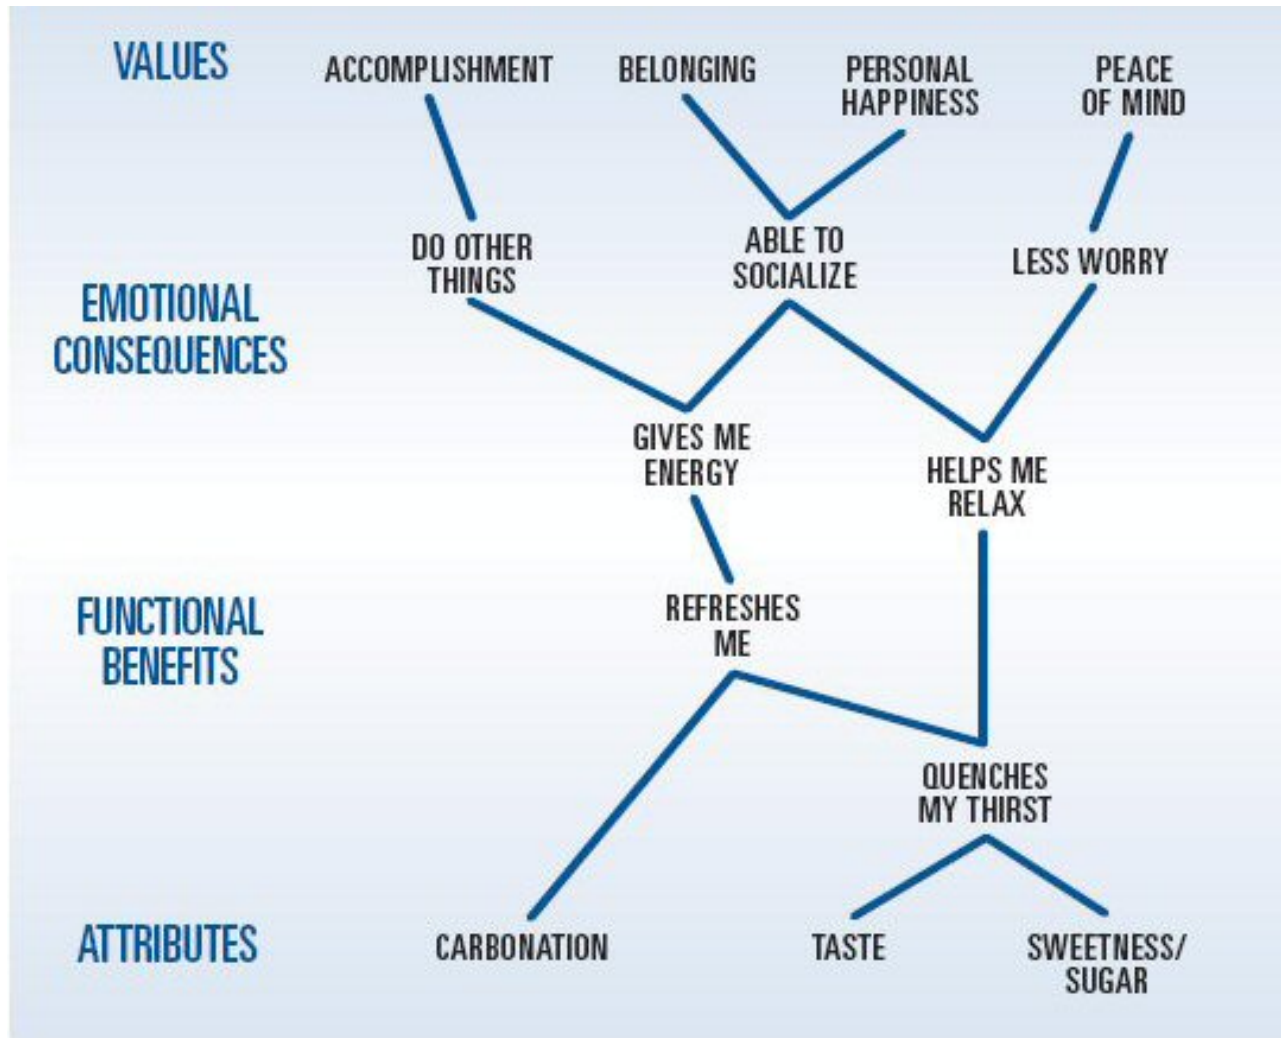 VALUES
ACCOMPLISHMENT
BELONGING
PERSONAL
HAPPINESS
PEACE
OF MIND
DO OTHER
THINGS
ABLE TO
SOCIALIZE
LESS WORRY
EMOTIONAL
CONSEQUENCES
GIVES ME
ENERGY
HELPS ME
RELAX
FUNCTIONAL
BENEFITS
REFRESHES
ME
QUENCHES
MY THIRST
ATTRIBUTES
CARBONATION
TASTE
SWEETNESS/
SUGAR